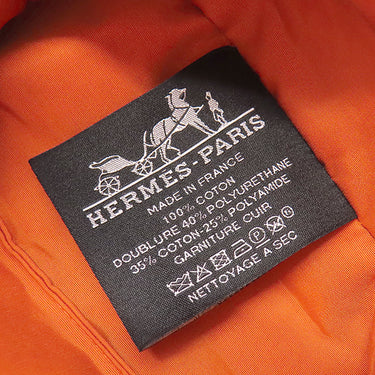 HERMES-PARIS
MADE IN FRANCE
100% COTON
DOUBLURE 40% POLYURETHANE
35% COTON-25% POLYAMIDE
GARNITURE CUIR
NETTOYAGE A SEC